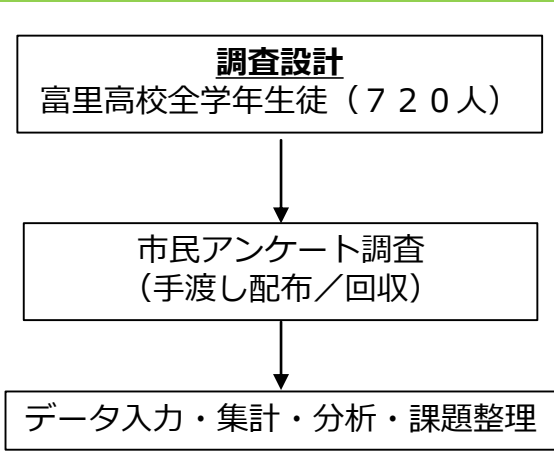 調査設計
富里高校全学年生徒（７２０人）
市民アンケート調査
（手渡し配布／回収）
データ入力・集計・分析・課題整理